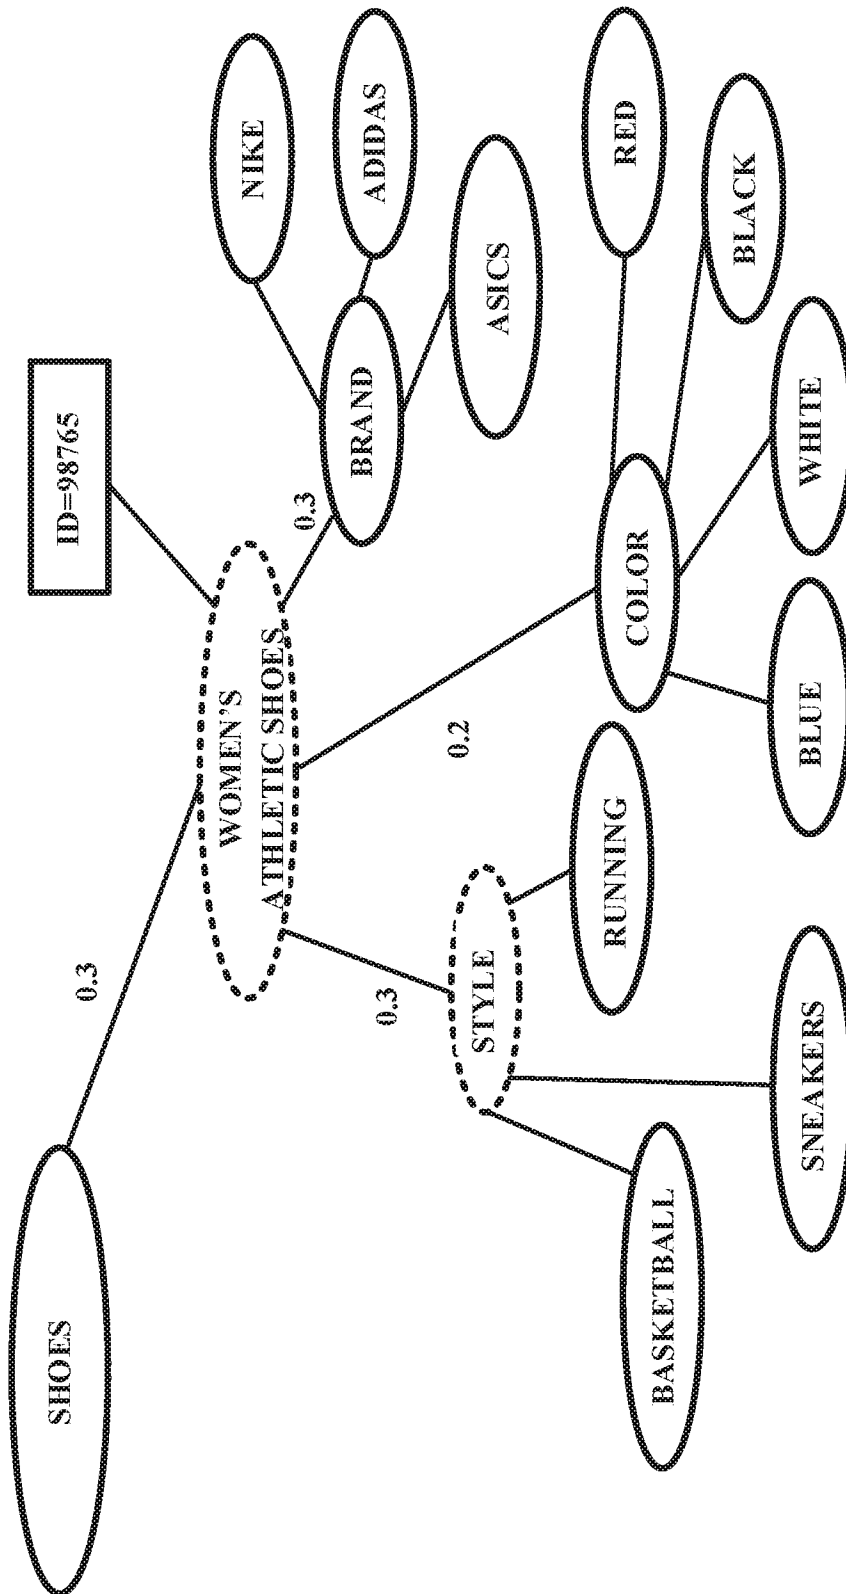 SHOES
0.3
ID=98765
WOMEN'S
ATHLETIC SHOES
0.3
NIKE
BRAND
ADIDAS
0.3
STYLE
0.2
ASICS
BASKETBALL
RUNNING
COLOR
RED
BLACK
SNEAKERS
BLUE
WHITE